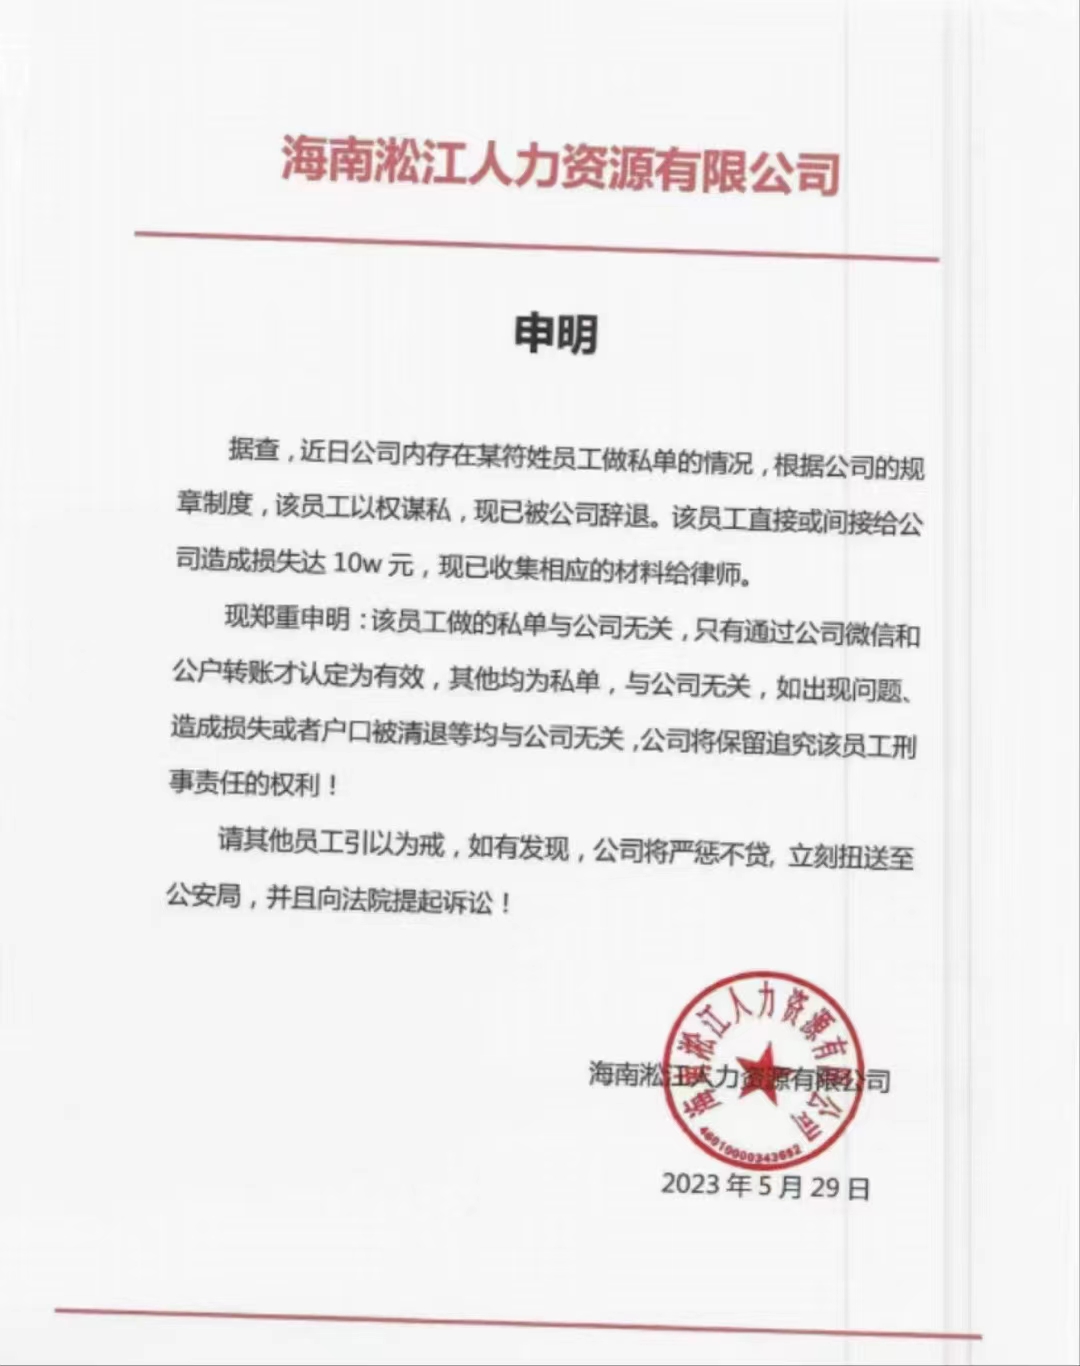 海南淞江人力资源有限公司
申明
据查，近日公司内存在某符姓员工做私单的情况，根据公司的规
章制度，该员工以权谋私，现已被公司辞退。该员工直接或间接给公
司造成损失达 10w 元，现已收集相应的材料给律师。
现郑重申明：该员工做的私单与公司无关，只有通过公司微信和
公户转账才认定为有效，其他均为私单，与公司无关，如出现问题、
造成损失或者户口被清退等均与公司无关，公司将保留追究该员工刑
事责任的权利！
请其他员工引以为戒，如有发现，公司将严惩不贷, 立刻扭送至
公安局，并且向法院提起诉讼！
海南淞江人力资源有限公司
海南淞江人力资源有限公司
2023 年 5 月 29 日